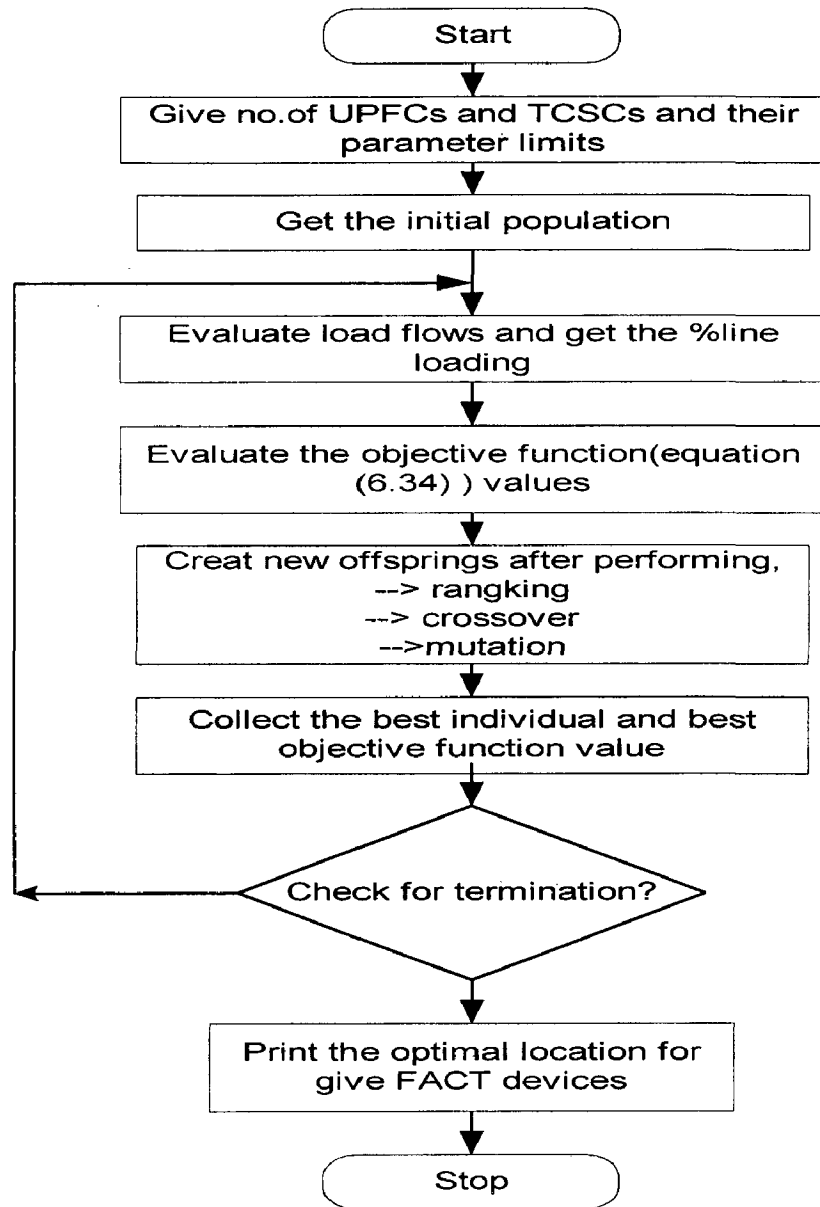 Start
Give no.of UPFCs and TCSCs and their
parameter limits
Get the initial population
Evaluate load flows and get the %line
loading
Evaluate the objective function(equation
(6.34) ) values
Creat new offsprings after performing,
--> rangking
--> crossover
-->mutation
Collect the best individual and best
objective function value
Check for termination?
Print the optimal location for
give FACT devices
Stop